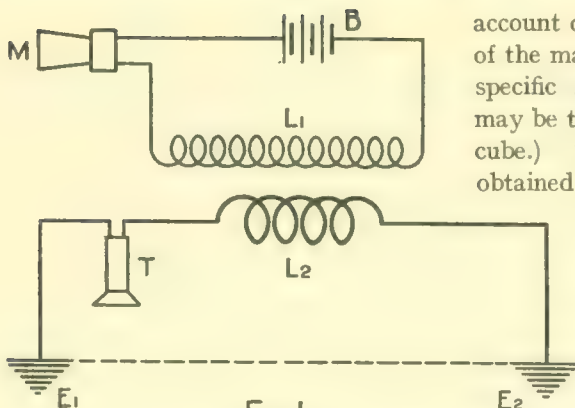 M
B
L1
account
of the ma
specific
may be t
cube.)
obtained
T
L2
E1
E2